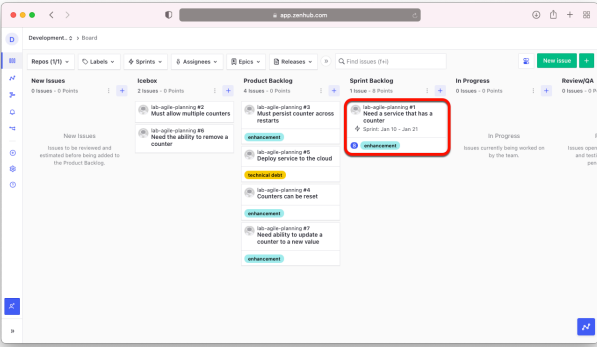 app.zenhub.com
D
Development..
Board
Repos (1/1)
Labels
Sprints
Assignees
Epics
Releases
Find Issues (f+i)
New issue
New Issues
0 Issues - 0 Points
New Issues
Issues to be reviewed and
estimated before being added to
the Product Backlog.
Icebox
2 Issues - 0 Points
lab-agile-planning #2
Must allow multiple counters
lab-agile-planning #6
Need the ability to remove a
counter
Product Backlog
4 Issues - 0 Points
lab-agile-planning #3
Must persist counter across
restarts
enhancement
lab-agile-planning #5
Deploy service to the cloud
technical debt
lab-agile-planning #4
Counters can be reset
enhancement
lab-agile-planning #7
Need ability to update a
counter to a new value
enhancement
Sprint Backlog
1 Issue - 0 Points
lab-agile-planning #1
Need a service that has a
counter
Sprint: Jan 10 - Jan 21
enhancement
In Progress
0 Issues - 0 Points
In Progress
Issues currently being worked on
by the team.
Review/QA
0 Issues - 0 P
Issues open
and testi
pen